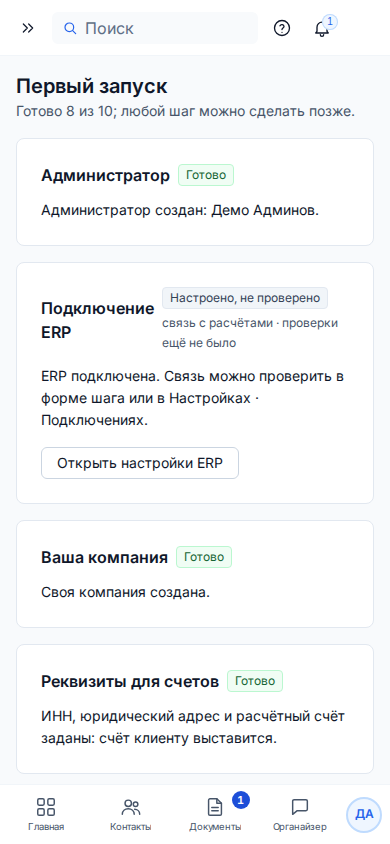 Поиск
1
Первый запуск
Готово 8 из 10; любой шаг можно сделать позже.
Администратор Готово
Администратор создан: Демо Админов.
Подключение ERP
Настроено, не проверено
связь с расчётами · проверки
ещё не было
ERP подключена. Связь можно проверить в
форме шага или в Настройках ·
Подключениях.
Открыть настройки ERP
Ваша компания Готово
Своя компания создана.
Реквизиты для счетов Готово
ИНН, юридический адрес и расчётный счёт
заданы: счёт клиенту выставится.
1
Главная Контакты Документы Органайзер ДА